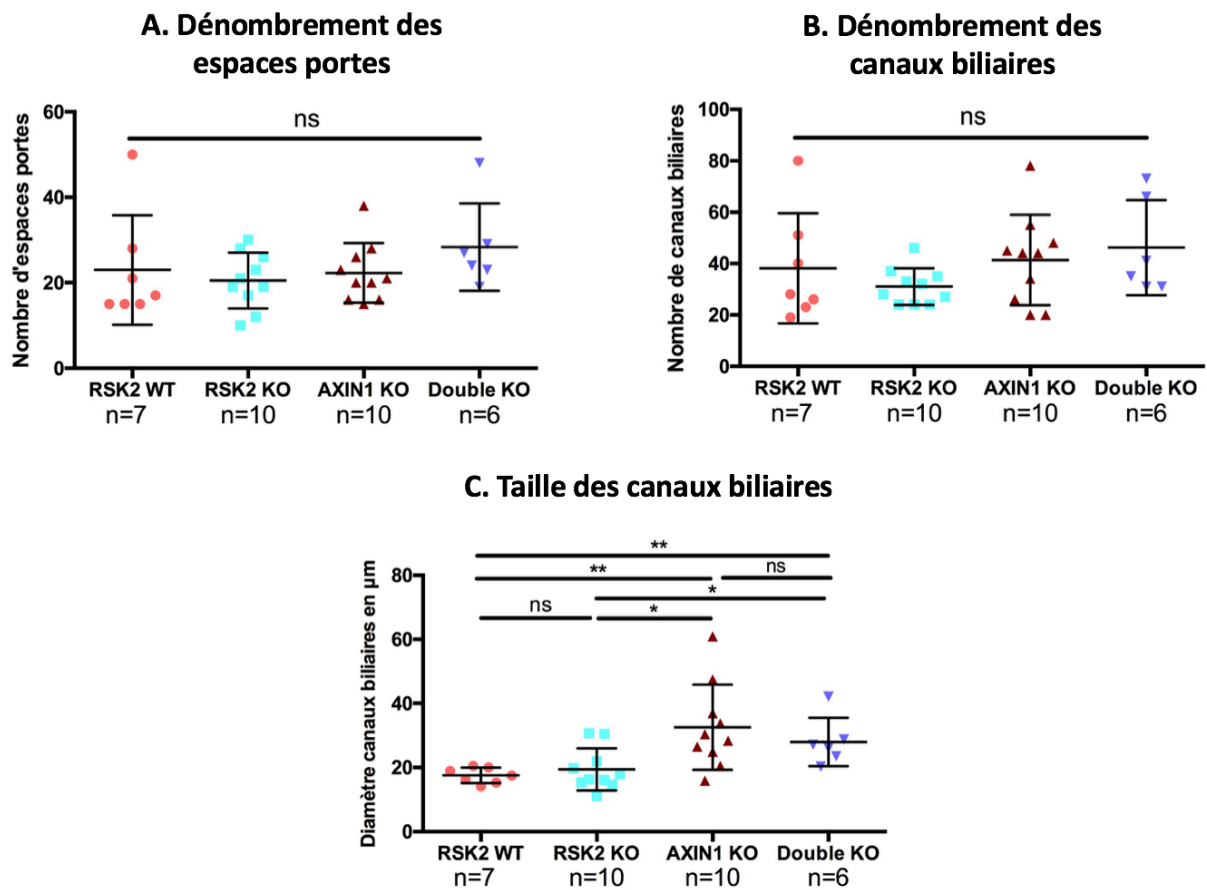 A. Dénombrement des
espaces portes
Nombre d'espaces portes
60
40
20
0
ns
RSK2 WT
RSK2 KO
AXIN1 KO
Double KO
n=7
n=10
n=10
n=6
B. Dénombrement des
canaux biliaires
Nombre de canaux biliaires
100
80
60
40
20
0
ns
RSK2 WT
RSK2 KO
AXIN1 KO
Double KO
n=7
n=10
n=10
n=6
C. Taille des canaux biliaires
Diamètre canaux biliaires en µm
80
60
40
20
0
**
**
ns
*
ns
*
RSK2 WT
RSK2 KO
AXIN1 KO
Double KO
n=7
n=10
n=10
n=6